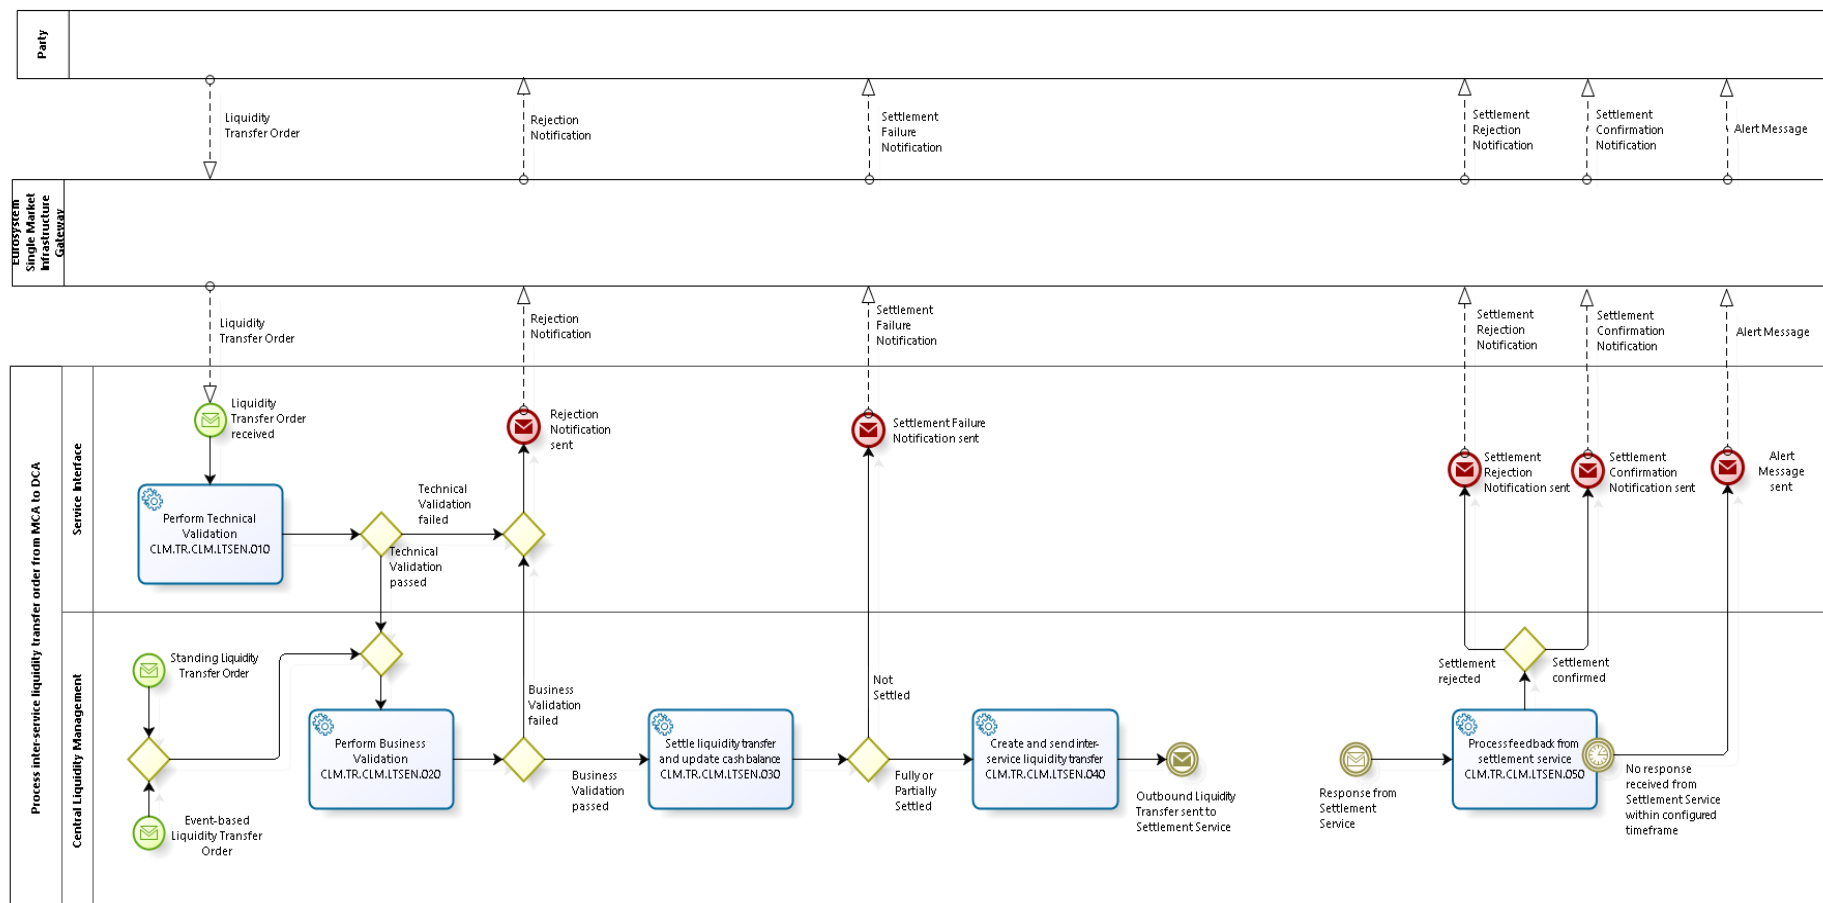 Party
Liquidity
Transfer Order
Rejection
Notification
Settlement
Failure
Notification
Settlement
Rejection
Notification
Settlement
Confirmation
Notification
Alert Message
Eurosystem
Single Market
Infrastructure
Gateway
Liquidity
Transfer Order
Rejection
Notification
Settlement
Failure
Notification
Settlement
Rejection
Notification
Settlement
Confirmation
Notification
Alert Message
Process inter-service liquidity transfer order from MCA to DCA
Service Interface
Liquidity
Transfer Order
received
Rejection
Notification
sent
Settlement Failure
Notification sent
Settlement
Rejection
Notification sent
Settlement
Confirmation
Notification sent
Alert
Message
sent
Perform Technical
Validation
CLM.TR.CLM.LTSEN.010
Technical
Validation
failed
Technical
Validation
passed
Central Liquidity Management
Standing Liquidity
Transfer Order
Event-based
Liquidity Transfer
Order
Perform Business
Validation
CLM.TR.CLM.LTSEN.020
Business
Validation
failed
Business
Validation
passed
Settle liquidity transfer
and update cash balance
CLM.TR.CLM.LTSEN.030
Not
Settled
Fully or
Partially
Settled
Create and send inter-
service liquidity transfer
CLM.TR.CLM.LTSEN.040
Outbound Liquidity
Transfer sent to
Settlement Service
Response from
Settlement
Service
Settlement
rejected
Settlement
confirmed
Process feedback from
settlement service
CLM.TR.CLM.LTSEN.050
No response
received from
Settlement Service
within configured
timeframe